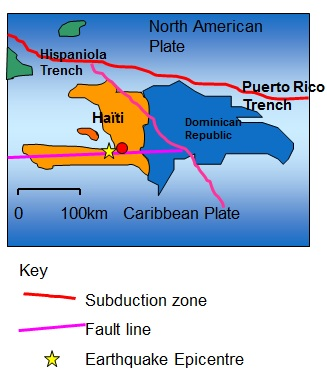 North American
Plate
Hispaniola
Trench
Puerto Rico
Trench
Haïti
Dominican
Republic
0 100km Caribbean Plate
Key
Subduction zone
Fault line
Earthquake Epicentre